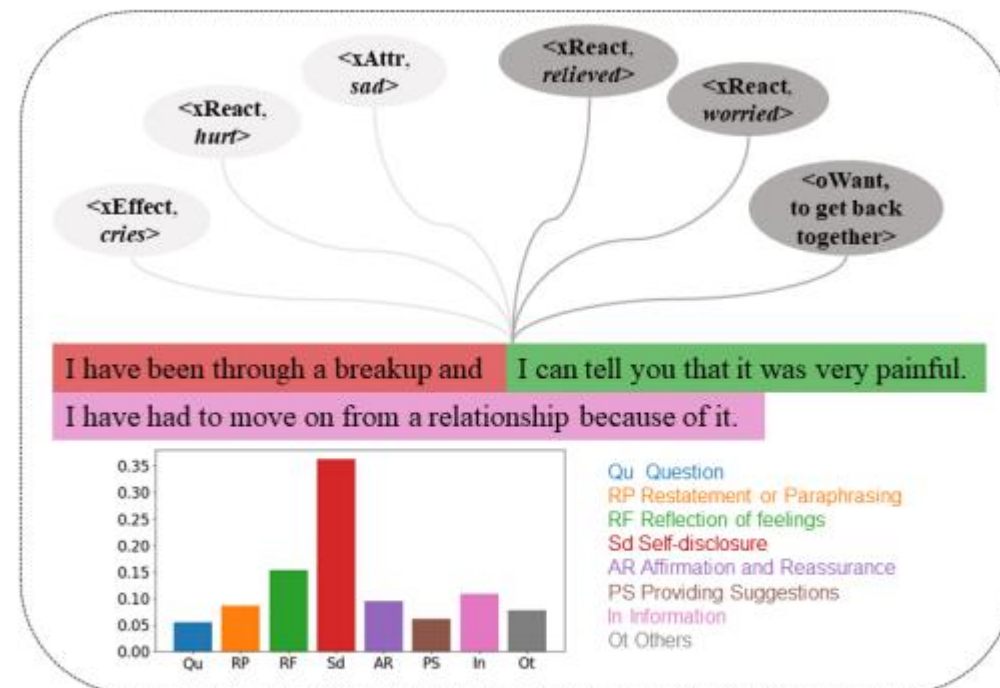 <xEffect,
cries>
<xReact,
hurt>
<xAttr,
sad>
<xReact,
relieved>
<xReact,
worried>
<oWant,
to get back
together>
I have been through a breakup and I can tell you that it was very painful.
I have had to move on from a relationship because of it.
0.35
0.30
0.25
0.20
0.15
0.10
0.05
0.00
Qu RP RF Sd AR PS In Ot
Qu Question
RP Restatement or Paraphrasing
RF Reflection of feelings
Sd Self-disclosure
AR Affirmation and Reassurance
PS Providing Suggestions
In Information
Ot Others